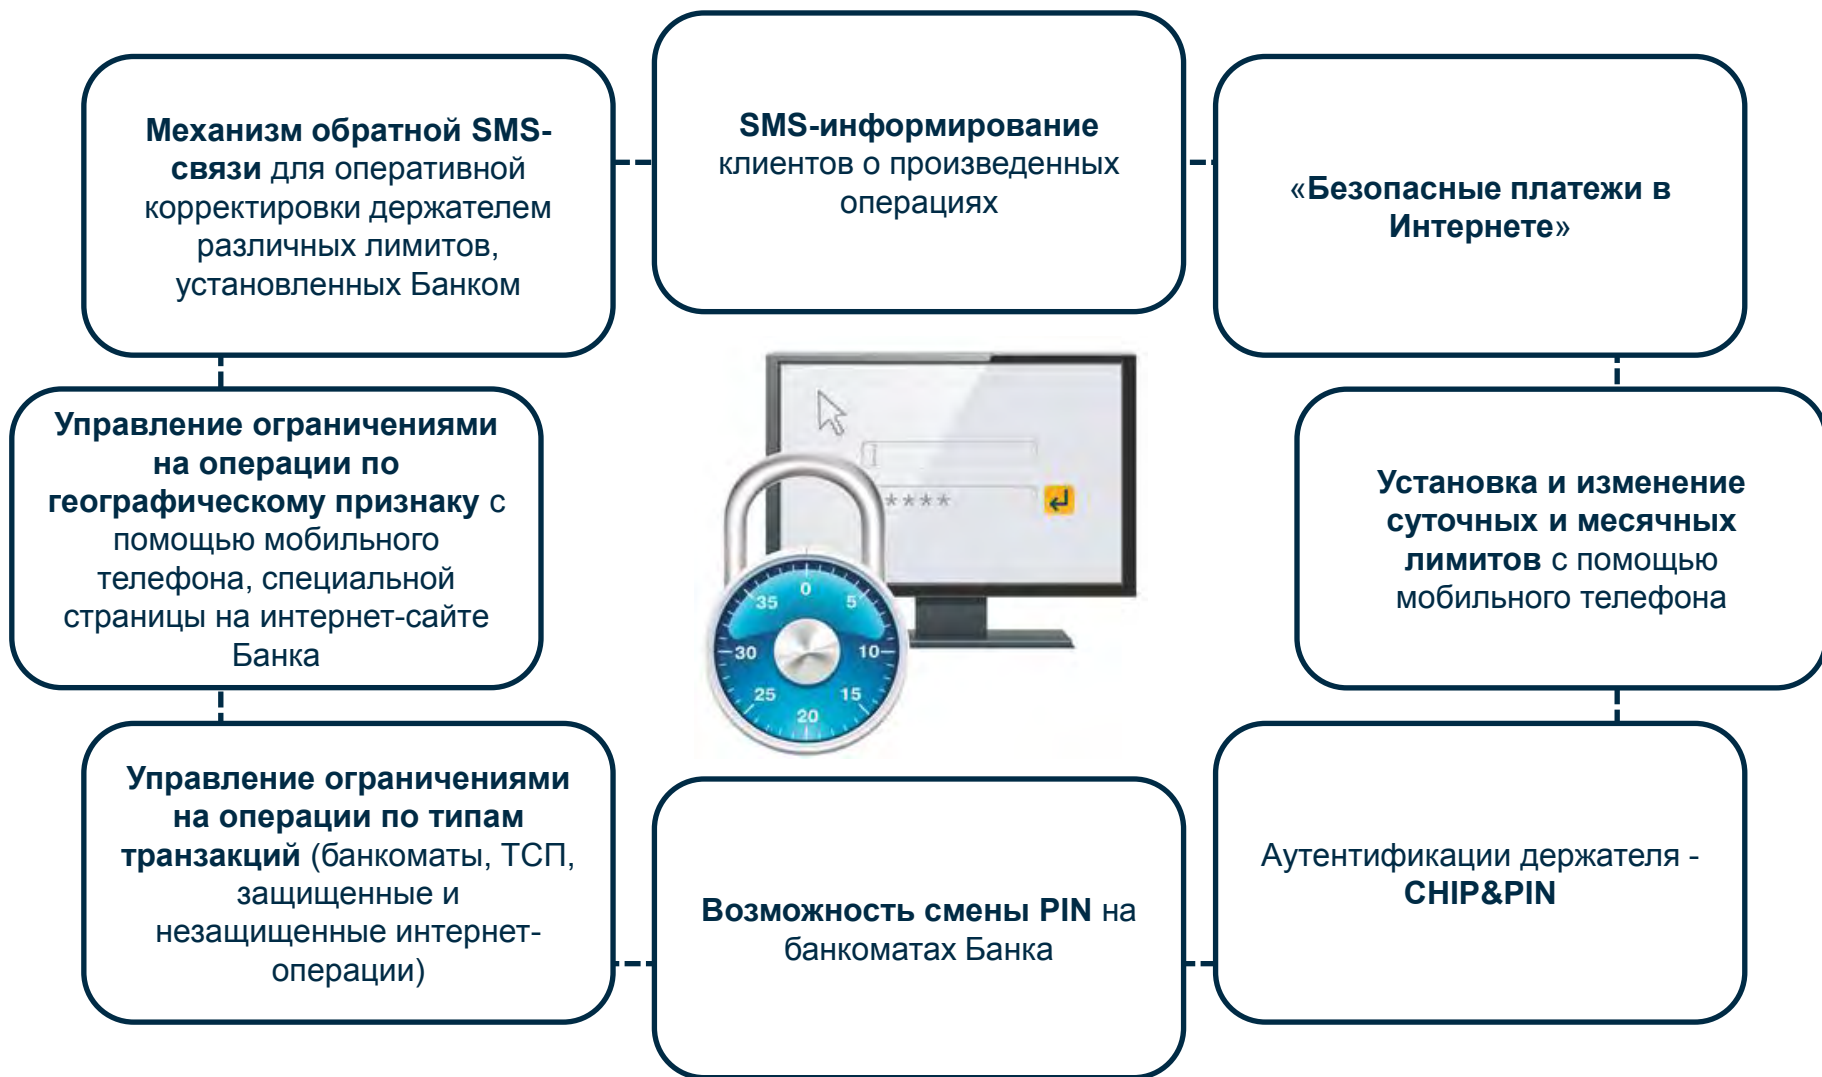 SMS-информирование
клиентов о произведенных
операциях
Механизм обратной SMS-
связи для оперативной
корректировки держателем
различных лимитов,
установленных Банком
«Безопасные платежи в
Интернете»
Управление ограничениями
на операции по
географическому признаку с
помощью мобильного
телефона, специальной
страницы на интернет-сайте
Банка
****
0
5
10
15
20
25
30
35
Установка и изменение
суточных и месячных
лимитов с помощью
мобильного телефона
Управление ограничениями
на операции по типам
транзакций (банкоматы, ТСП,
защищенные и
незащищенные интернет-
операции)
Возможность смены PIN на
банкоматах Банка
Аутентификации держателя -
CHIP&PIN